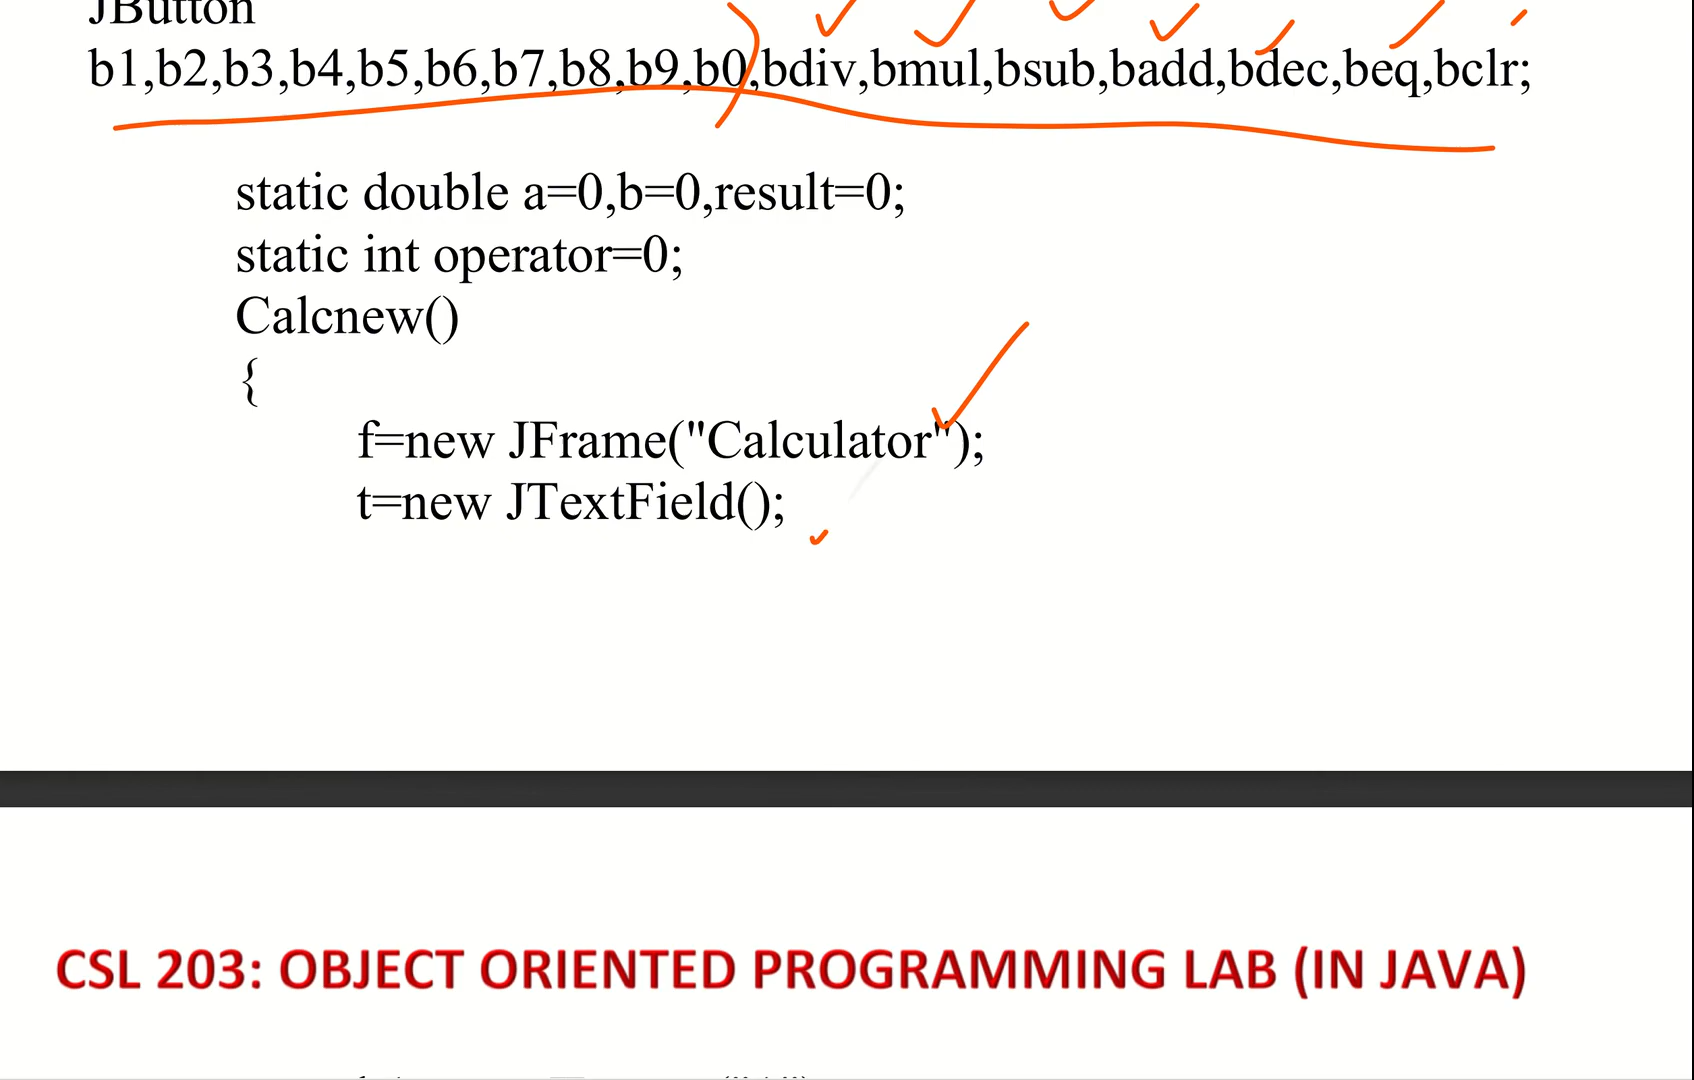 JButton
b1,b2,b3,b4,b5,b6,b7,b8,b9,b0,bdiv,bmul,bsub,badd,bdec,beq,bclr;
static double a=0,b=0,result=0;
static int operator=0;
Calcnew()
{
f=new JFrame("Calculator");
t=new JTextField();
CSL 203: OBJECT ORIENTED PROGRAMMING LAB (IN JAVA)